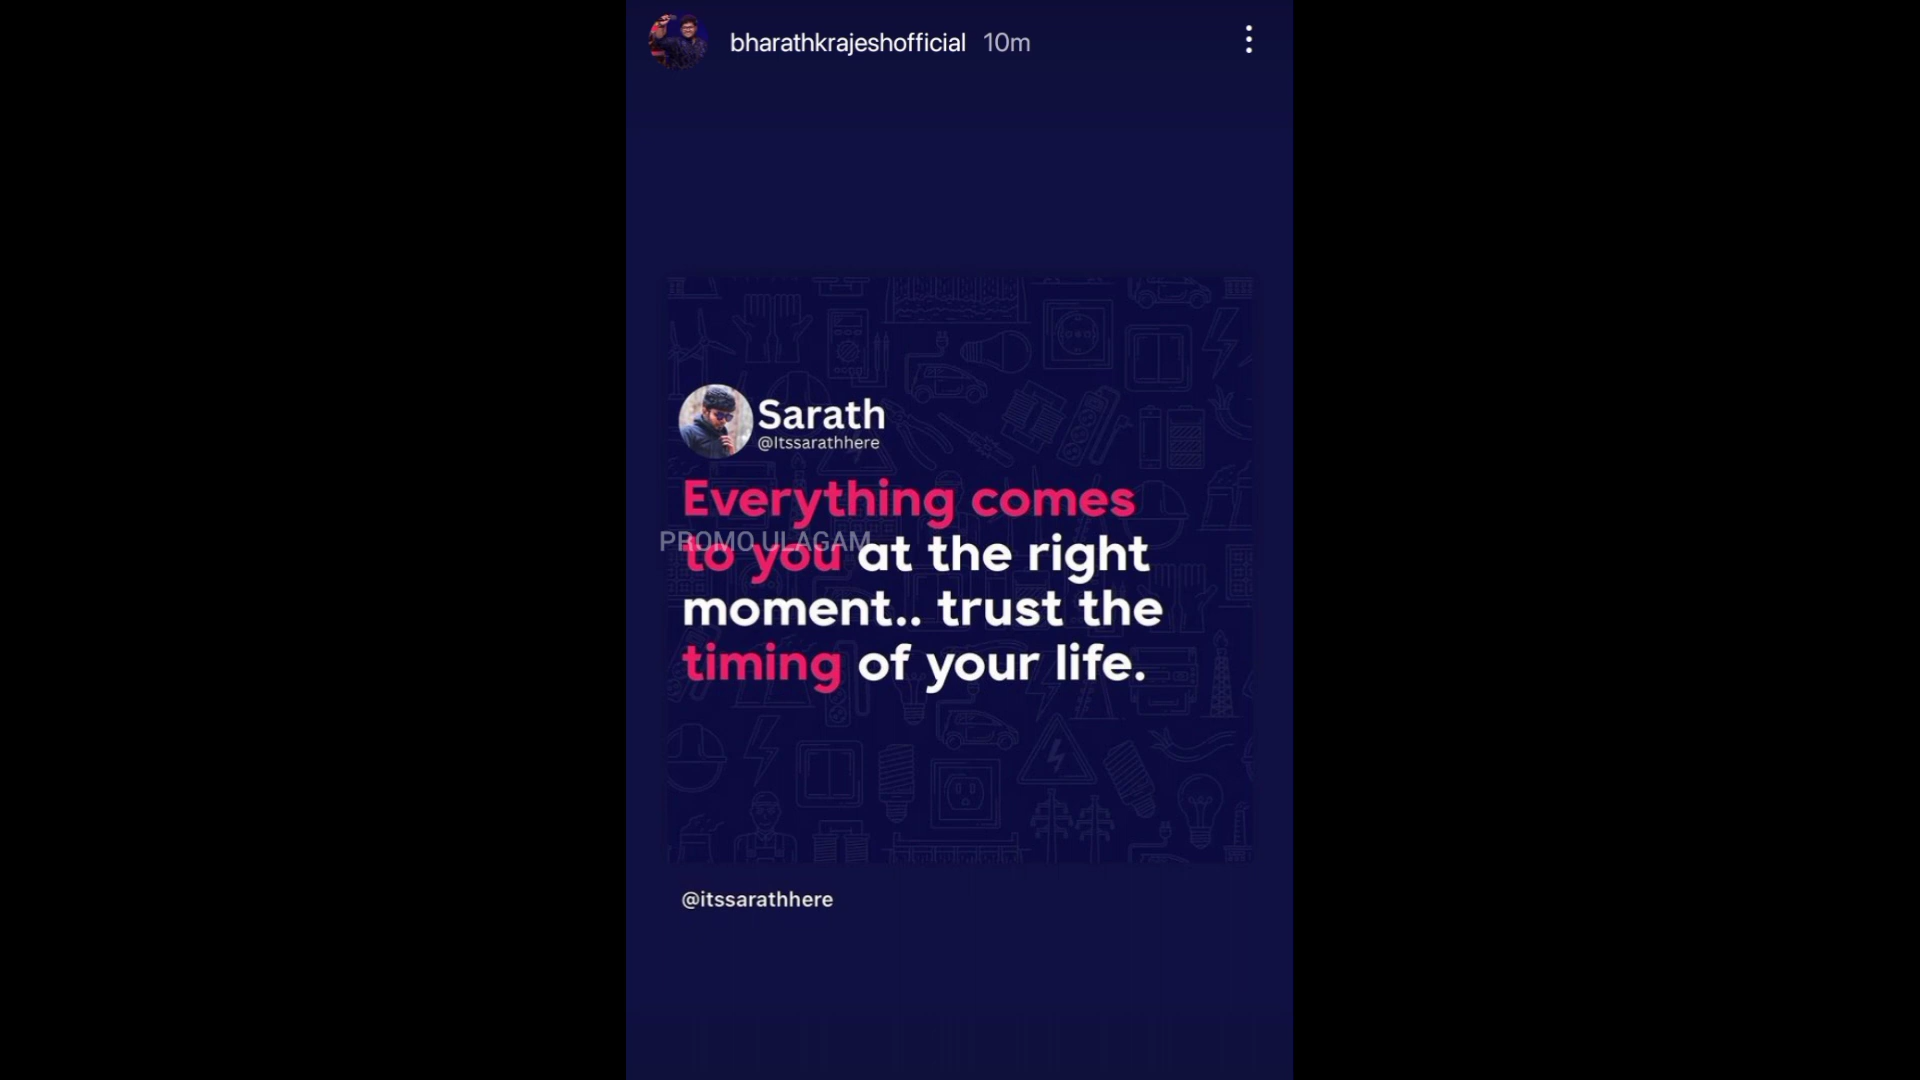 bharathkrajeshofficial 10m
Sarath
@Itssarathhere
Everything comes
to you at the right
PROMO ULAGAM
moment.. trust the
timing of your life.
@itssarathhere